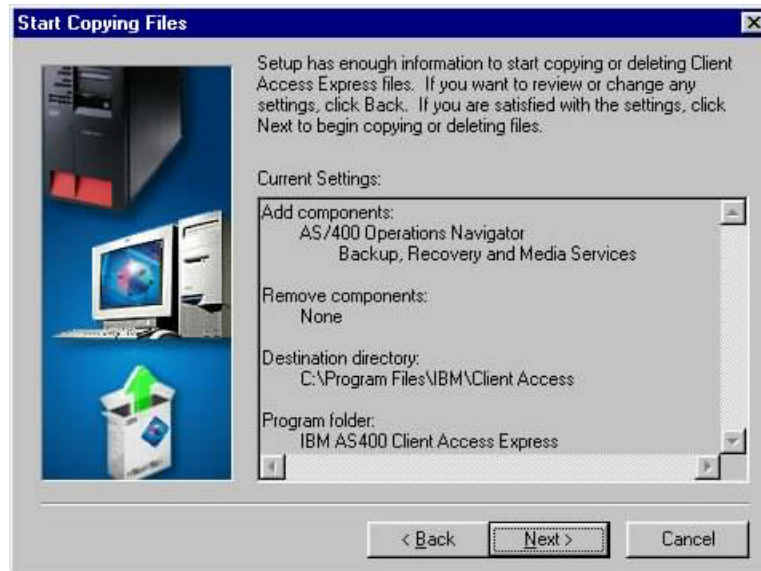 Start Copying Files
Setup has enough information to start copying or deleting Client
Access Express files. If you want to review or change any
settings, click Back. If you are satisfied with the settings, click
Next to begin copying or deleting files.
Current Settings:
Add components:
AS/400 Operations Navigator
Backup, Recovery and Media Services
Remove components:
None
Destination directory:
C:\Program Files\IBM\Client Access
Program folder:
IBM AS400 Client Access Express
< Back
Next >
Cancel